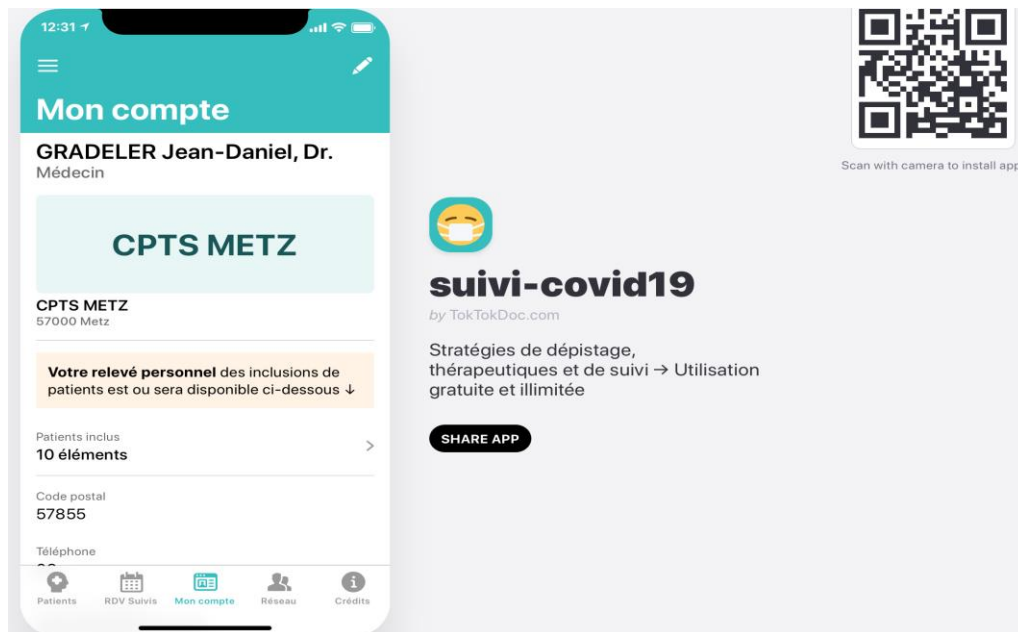 12:31
Mon compte
GRADELER Jean-Daniel, Dr.
Médecin
CPTS METZ
CPTS METZ
57000 Metz
Votre relevé personnel des inclusions de
patients est ou sera disponible ci-dessous ↓
Patients inclus
10 éléments
Code postal
57855
Téléphone
Patients
RDV Suivis
Mon compte
Réseau
Crédits
Scan with camera to install app
suivi-covid19
by TokTokDoc.com
Stratégies de dépistage,
thérapeutiques et de suivi → Utilisation
gratuite et illimitée
SHARE APP